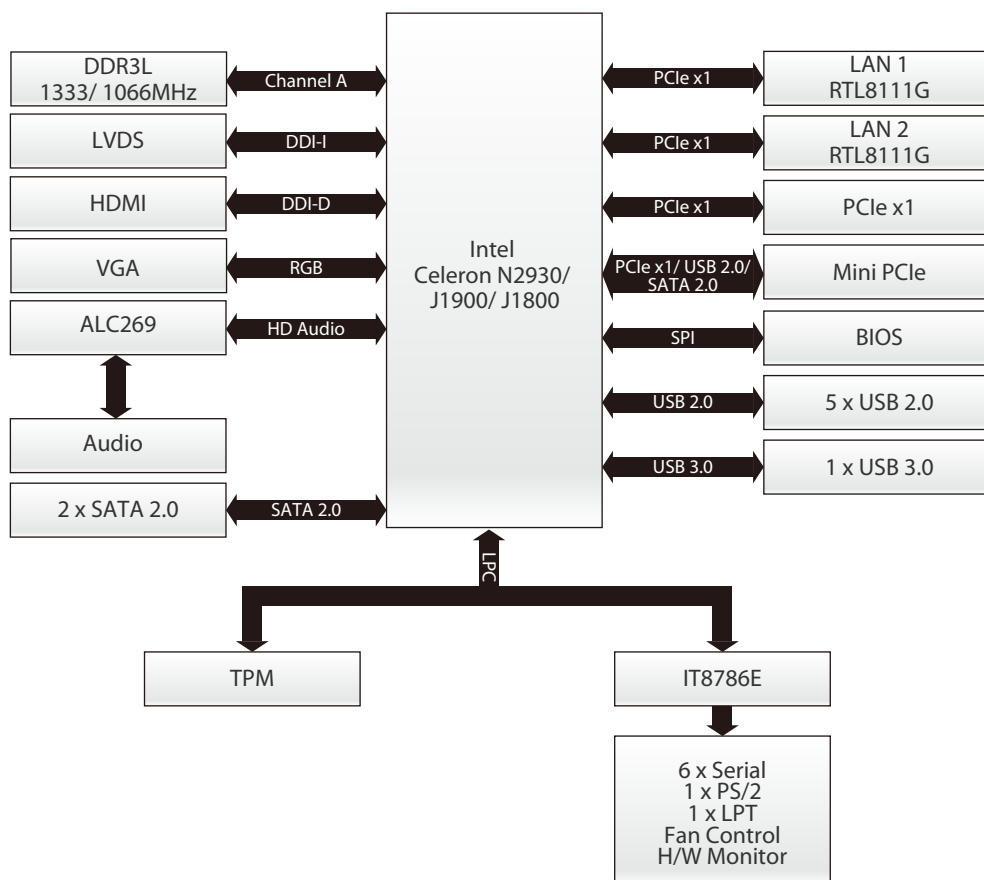 DDR3L
1333/ 1066MHz
Channel A
LVDS
DDI-I
HDMI
DDI-D
VGA
RGB
ALC269
HD Audio
Audio
2 x SATA 2.0
SATA 2.0
Intel
Celeron N2930/
J1900/ J1800
PCIe x1
LAN 1
RTL8111G
PCIe x1
LAN 2
RTL8111G
PCIe x1
PCIe x1
PCIe x1/ USB 2.0/
SATA 2.0
Mini PCIe
SPI
BIOS
USB 2.0
5 x USB 2.0
USB 3.0
1 x USB 3.0
LPC
TPM
IT8786E
6 x Serial
1 x PS/2
1 x LPT
Fan Control
H/W Monitor